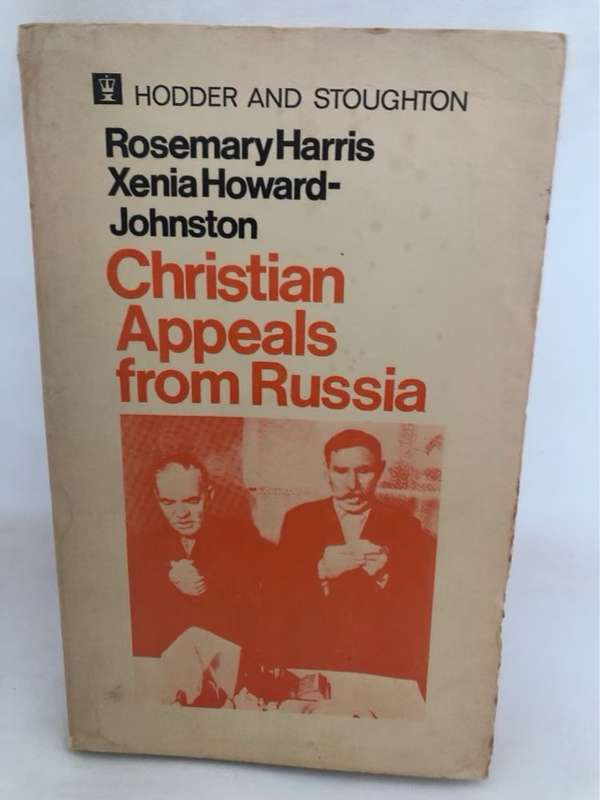 HODDER AND STOUGHTON
Rosemary Harris
Xenia Howard-
Johnston
Christian
Appeals
from Russia